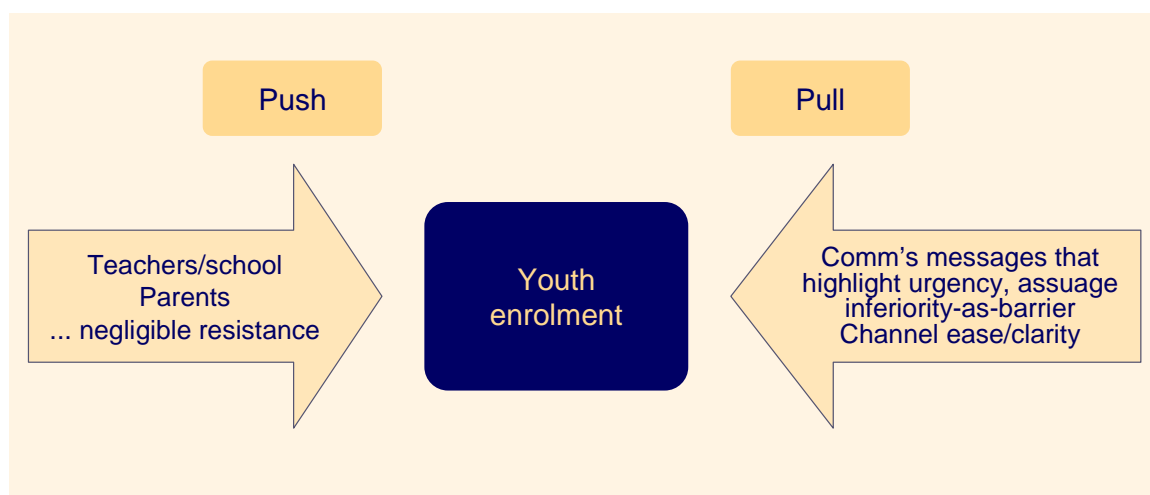 Push
Pull
Teachers/school
Parents
... negligible resistance
Youth
enrolment
Comm’s messages that
highlight urgency, assuage
inferiority-as-barrier
Channel ease/clarity